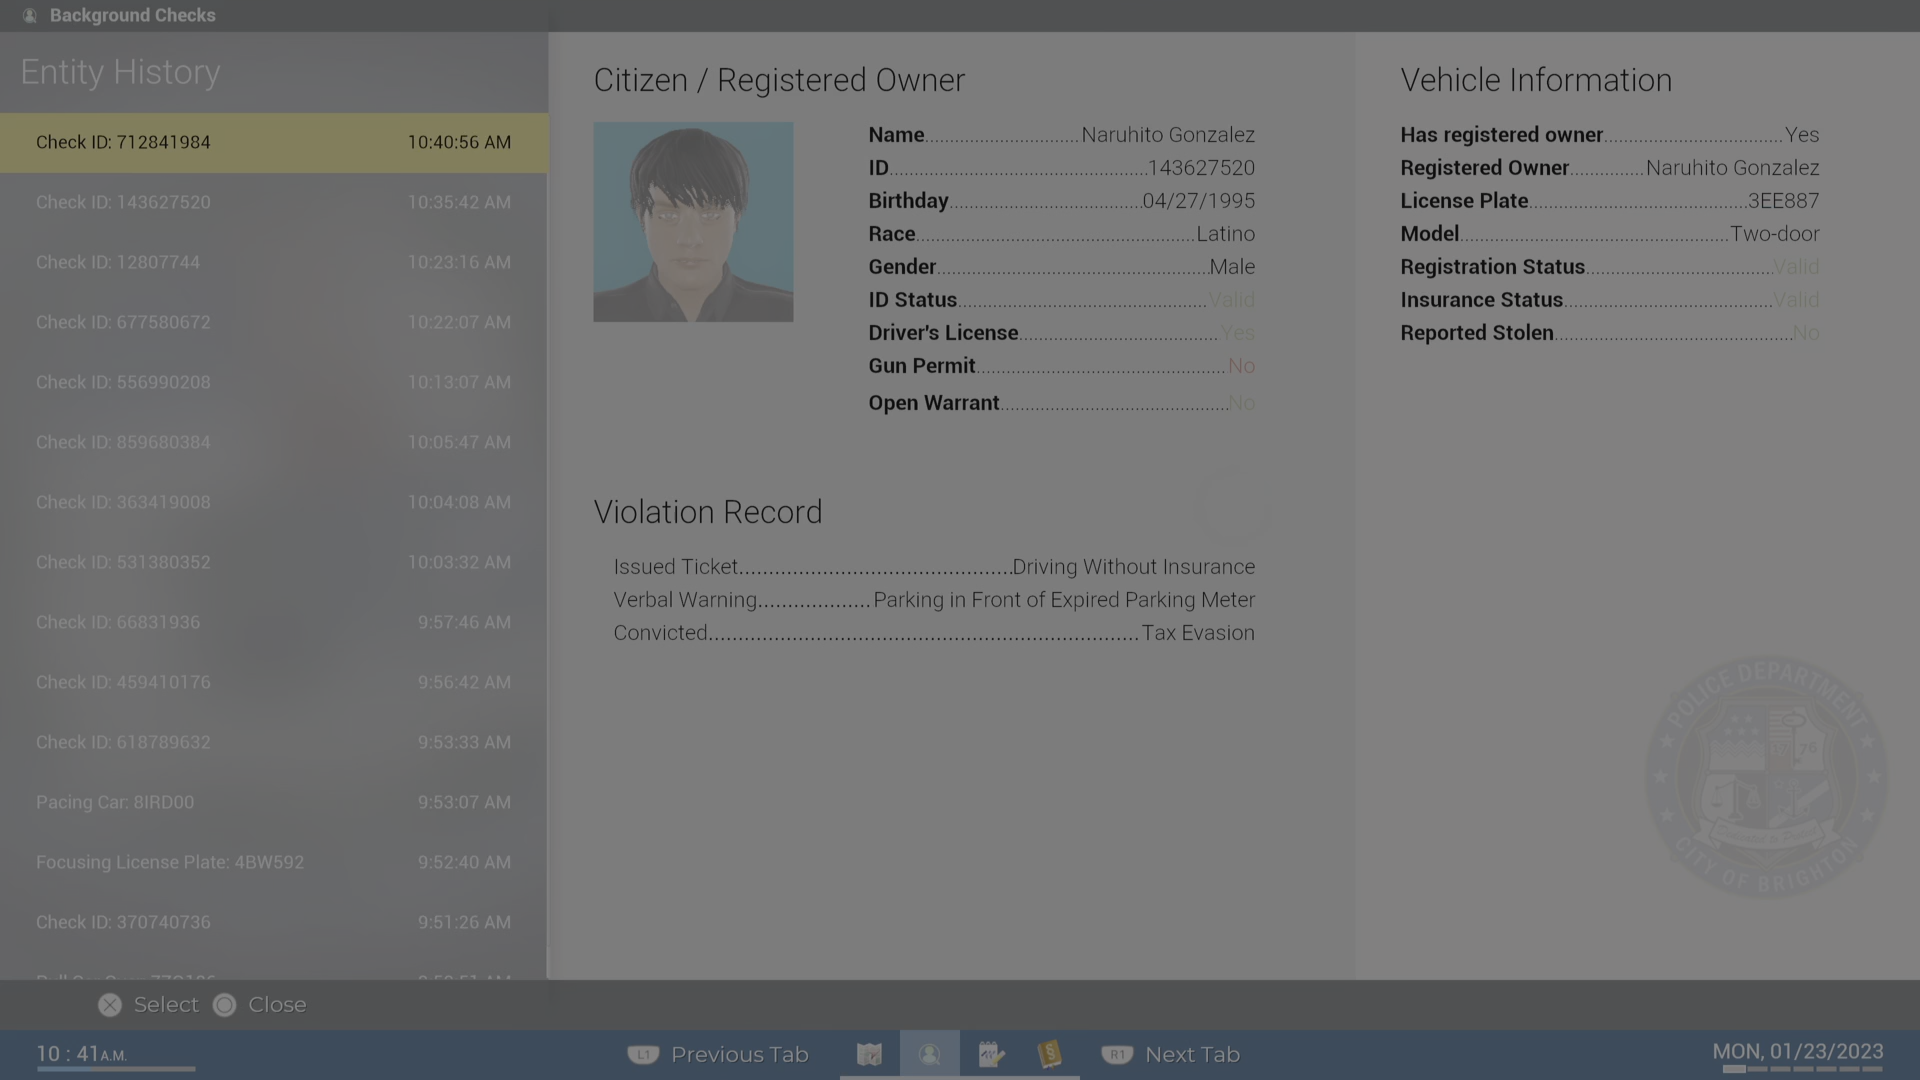 Background Checks
Entity History
Check ID: 712841984 10:40:56 AM
Check ID: 143627520 10:35:42 AM
Check ID: 12807744 10:23:16 AM
Check ID: 677580672 10:22:07 AM
Check ID: 556990208 10:13:07 AM
Check ID: 859680384 10:05:47 AM
Check ID: 363419008 10:04:08 AM
Check ID: 531380352 10:03:32 AM
Check ID: 66831936 9:57:46 AM
Check ID: 459410176 9:56:42 AM
Check ID: 618789632 9:53:33 AM
Pacing Car: 8IRD00 9:53:07 AM
Focusing License Plate: 4BW592 9:52:40 AM
Check ID: 370740736 9:51:26 AM
Citizen / Registered Owner
Name Naruhito Gonzalez
ID 143627520
Birthday 04/27/1995
Race Latino
Gender Male
ID Status Valid
Driver's License Yes
Gun Permit No
Open Warrant No
Violation Record
Issued Ticket Driving Without Insurance
Verbal Warning Parking in Front of Expired Parking Meter
Convicted Tax Evasion
Vehicle Information
Has registered owner Yes
Registered Owner Naruhito Gonzalez
License Plate 3EE887
Model Two-door
Registration Status Valid
Insurance Status Valid
Reported Stolen No
POLICE DEPARTMENT
76
CITY OF BRIGHTON
Select Close
10 : 41 A.M.
L1 Previous Tab
R1 Next Tab
MON, 01/23/2023